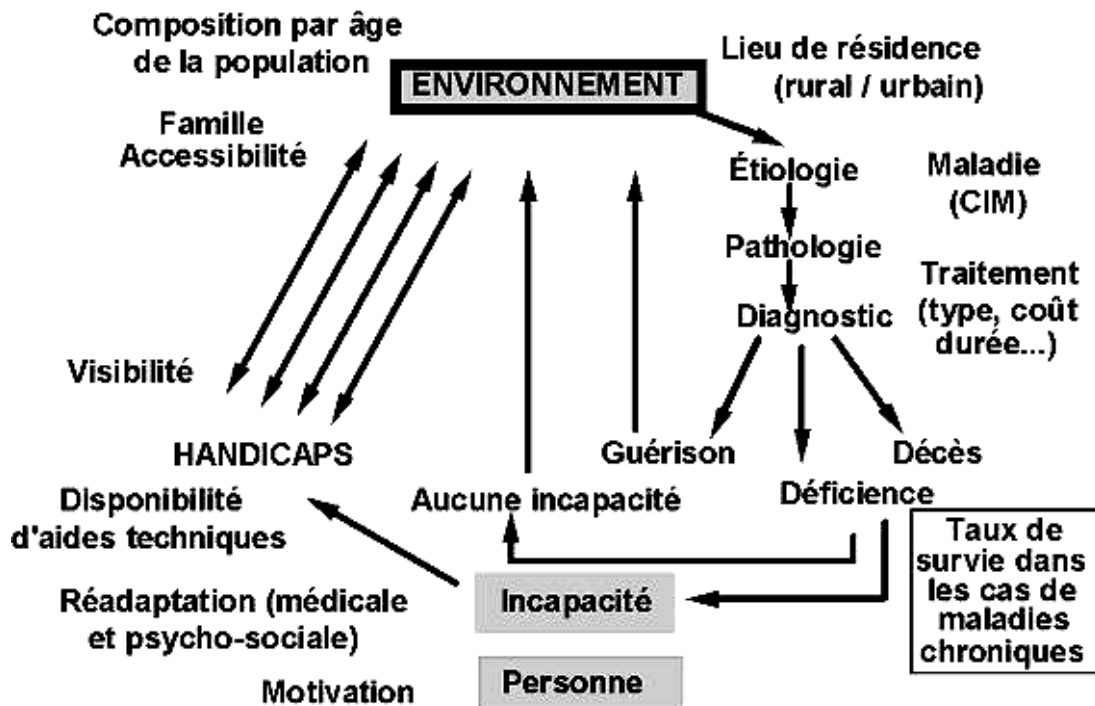 Composition par âge
de la population
ENVIRONNEMENT
Lieu de résidence
(rural / urbain)
Famille
Accessibilité
Étiologie
Maladie
(CIM)
Pathologie
Traitement
(type, coût
durée...)
Diagnostic
Visibilité
HANDICAPS
Guérison
Décès
Disponibilité
d'aides techniques
Aucune incapacité
Déficience
Taux de
survie dans
les cas de
maladies
chroniques
Réadaptation (médicale
et psycho-sociale)
Incapacité
Motivation
Personne